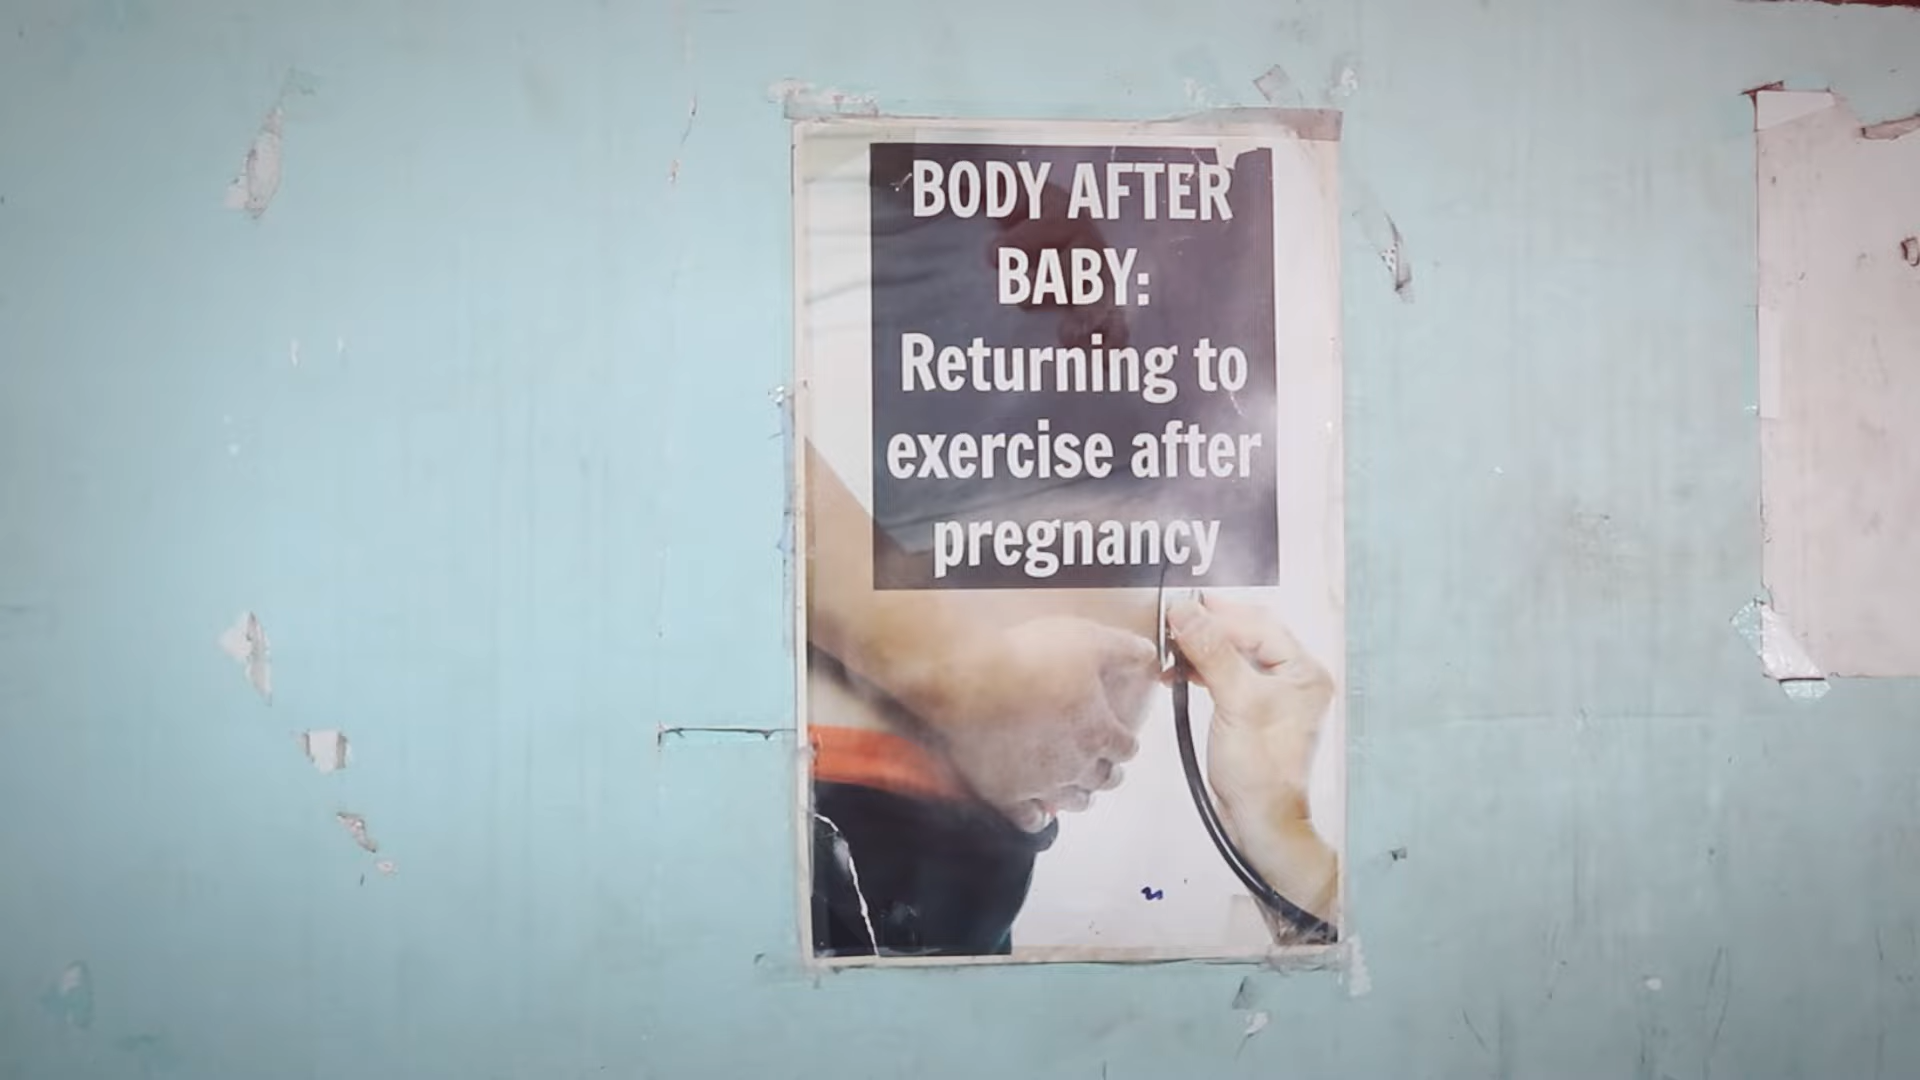 BODY AFTER
BABY:
Returning to
exercise after
pregnancy